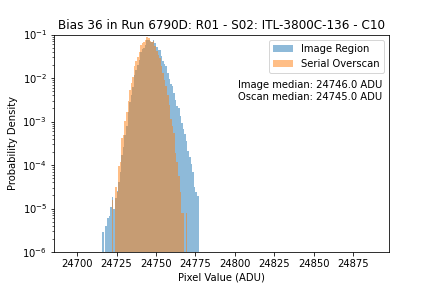 Bias 36 in Run 6790D: R01 - S02: ITL-3800C-136 - C10
Image Region
Serial Overscan
Image median: 24746.0 ADU
Oscan median: 24745.0 ADU
Probability Density
10⁻¹
10⁻²
10⁻³
10⁻⁴
10⁻⁵
10⁻⁶
24700 24725 24750 24775 24800 24825 24850 24875
Pixel Value (ADU)